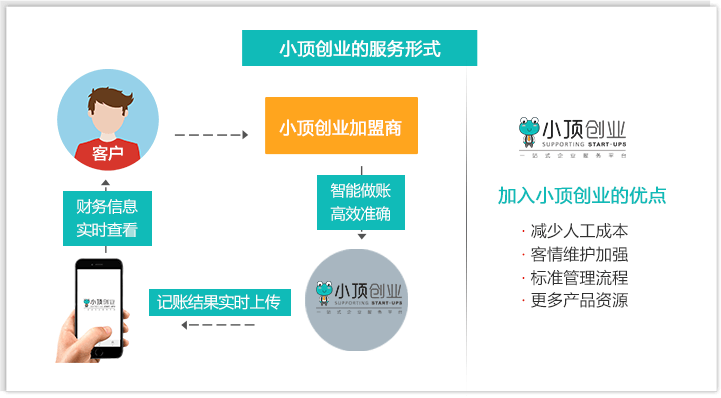 小顶创业的服务形式
客户
小顶创业加盟商
智能做账
高效准确
财务信息
实时查看
小顶创业
记账结果实时上传
小顶创业
SUPPORTING START-UPS
一站式企业服务平台
小顶创业
SUPPORTING START-UPS
一站式企业服务平台
加入小顶创业的优点
· 减少人工成本
· 客情维护加强
· 标准管理流程
· 更多产品资源